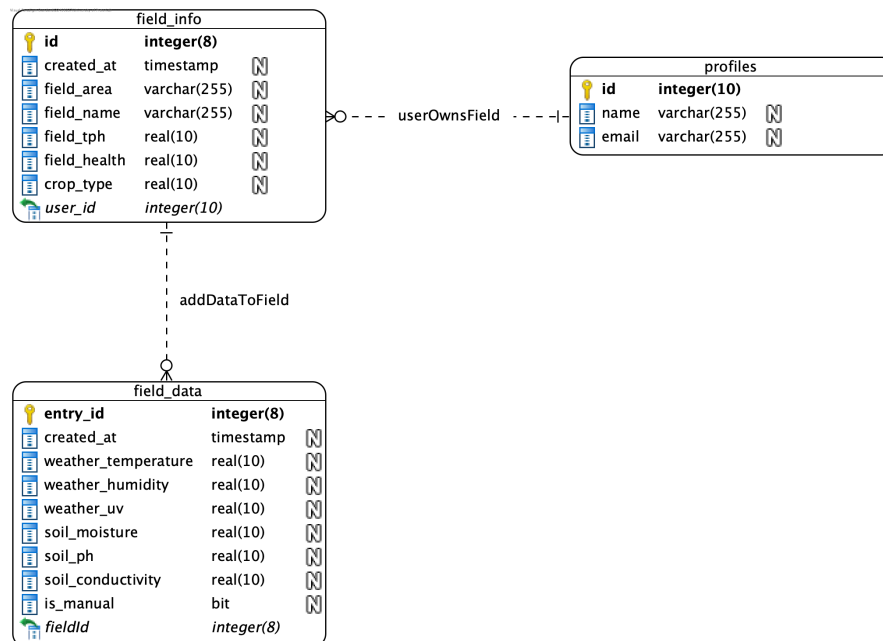 field_info
id integer(8)
created_at timestamp N
field_area varchar(255) N
field_name varchar(255) N
field_tph real(10) N
field_health real(10) N
crop_type real(10) N
user_id integer(10)
userOwnsField
profiles
id integer(10)
name varchar(255) N
email varchar(255) N
addDataToField
field_data
entry_id integer(8)
created_at timestamp N
weather_temperature real(10) N
weather_humidity real(10) N
weather_uv real(10) N
soil_moisture real(10) N
soil_ph real(10) N
soil_conductivity real(10) N
is_manual bit N
fieldId integer(8)